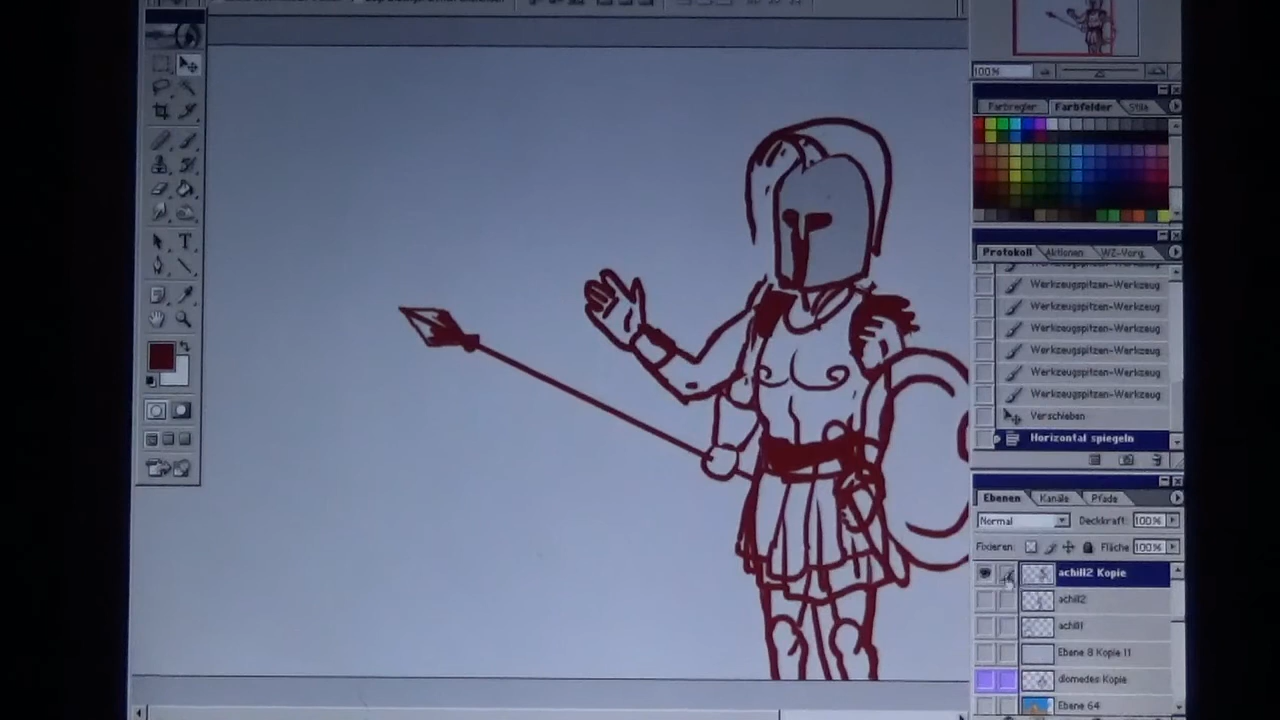 100%
Farbregler Farbfelder Stile
Protokoll Aktionen WZ-Vorg.
Werkzeugspitzen-Werkzeug
Werkzeugspitzen-Werkzeug
Werkzeugspitzen-Werkzeug
Werkzeugspitzen-Werkzeug
Werkzeugspitzen-Werkzeug
Werkzeugspitzen-Werkzeug
Verschieben
Horizontal spiegeln
Ebenen Kanäle Pfade
Normal Deckkraft: 100%
Fixieren: Fläche: 100%
achill2 Kopie
achill2
Ebene 8 Kopie 11
diomedes Kopie
Ebene 64